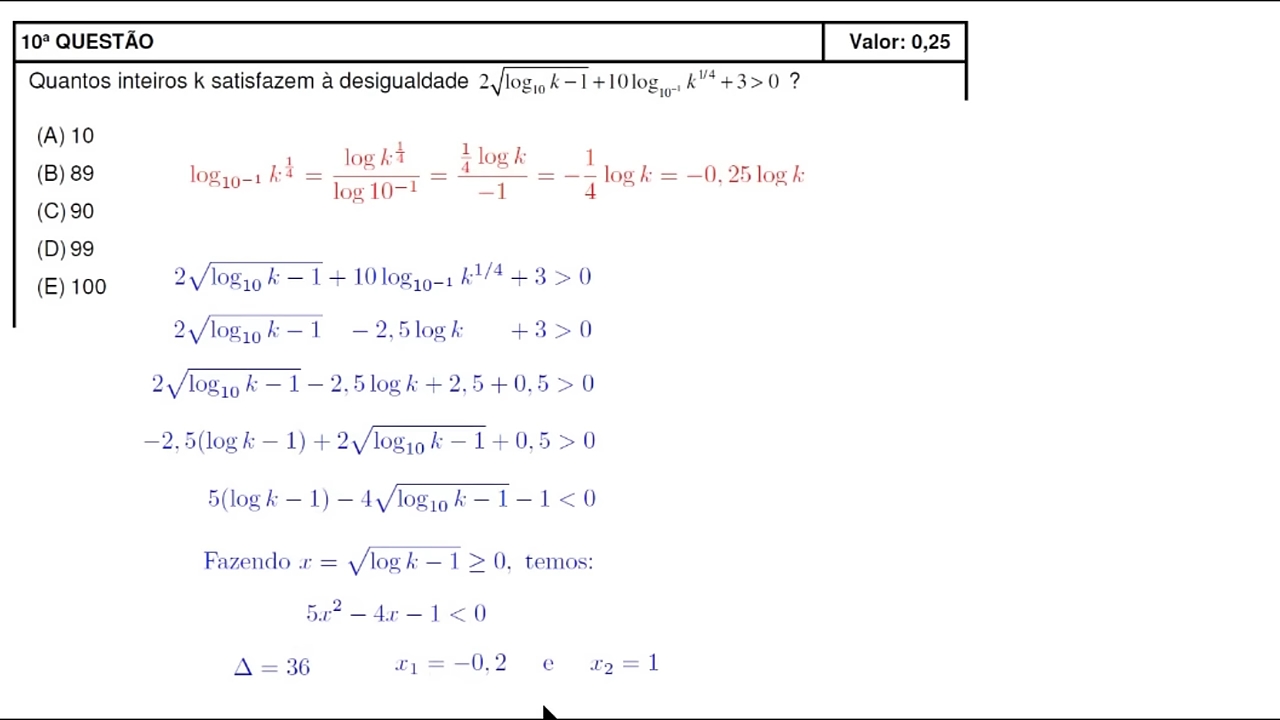 10ª QUESTÃO Valor: 0,25
Quantos inteiros k satisfazem à desigualdade 2√(log₁₀ k − 1) + 10 log₁₀⁻¹ k^{1/4} + 3 > 0 ?
(A) 10
log_{10−1} k^{1/4} = (log k^{1/4})/(log 10^{−1}) = (1/4 log k)/(−1) = −1/4 log k = −0,25 log k
(B) 89
(C) 90
(D) 99
(E) 100
2√(log₁₀ k − 1) + 10 log_{10−1} k^{1/4} + 3 > 0
2√(log₁₀ k − 1) − 2,5 log k + 3 > 0
2√(log₁₀ k − 1) − 2,5 log k + 2,5 + 0,5 > 0
−2,5(log k − 1) + 2√(log₁₀ k − 1) + 0,5 > 0
5(log k − 1) − 4√(log₁₀ k − 1) − 1 < 0
Fazendo x = √(log k − 1) ≥ 0, temos:
5x² − 4x − 1 < 0
Δ = 36 x₁ = −0,2 e x₂ = 1